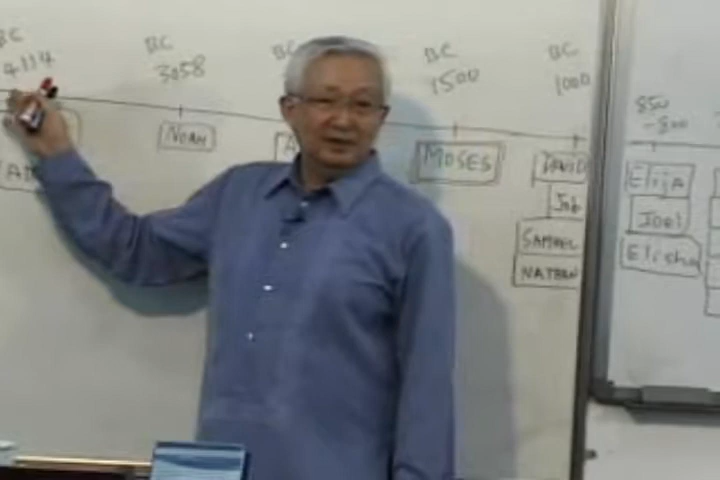 BC
4114
BC
3058
BC
BC
1500
BC
1000
850
-800
NOAH
MOSES
DAVID
Job
SAMUEL
NATHAN
Elija
Joel
Elisha